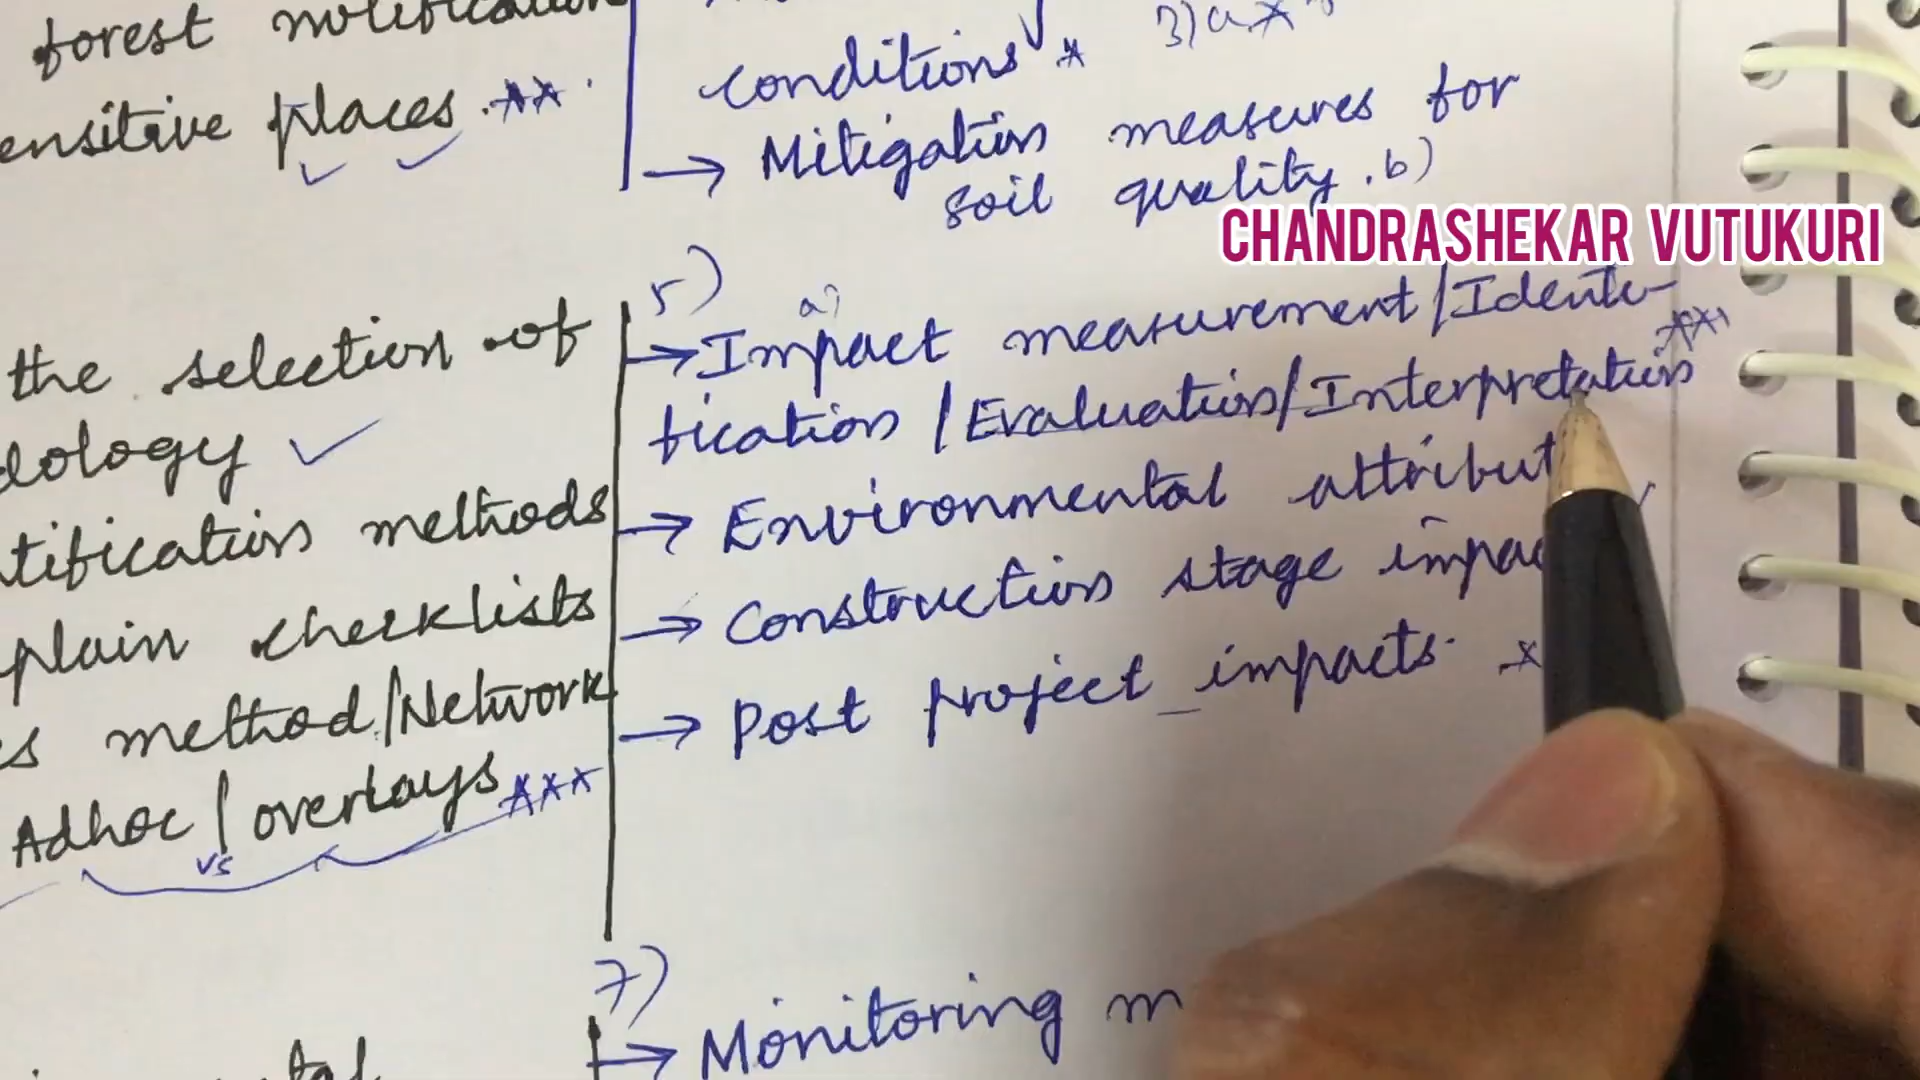 forest notification
ensitive places.
the selection of
dology
tification methods
plain checklists
es method/Network
Adhoc/overlays
vs
conditions
3)a
→ Mitigation measures for
soil quality. b)
CHANDRASHEKAR VUTUKURI
5)
a)
→ Impact measurement/Identi-
fication/Evaluation/Interpretation
→ Environmental attribut
→ Construction stage impac
→ Post project impacts.
7)
→ Monitoring m